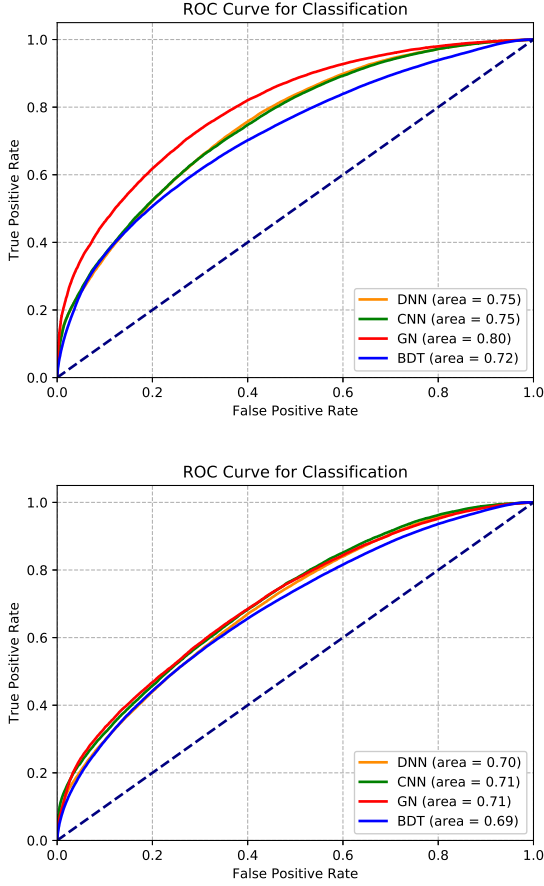 ROC Curve for Classification
1.0
0.8
0.6
0.4
0.2
0.0
True Positive Rate
DNN (area = 0.75)
CNN (area = 0.75)
GN (area = 0.80)
BDT (area = 0.72)
0.0 0.2 0.4 0.6 0.8 1.0
False Positive Rate
ROC Curve for Classification
1.0
0.8
0.6
0.4
0.2
0.0
True Positive Rate
DNN (area = 0.70)
CNN (area = 0.71)
GN (area = 0.71)
BDT (area = 0.69)
0.0 0.2 0.4 0.6 0.8 1.0
False Positive Rate